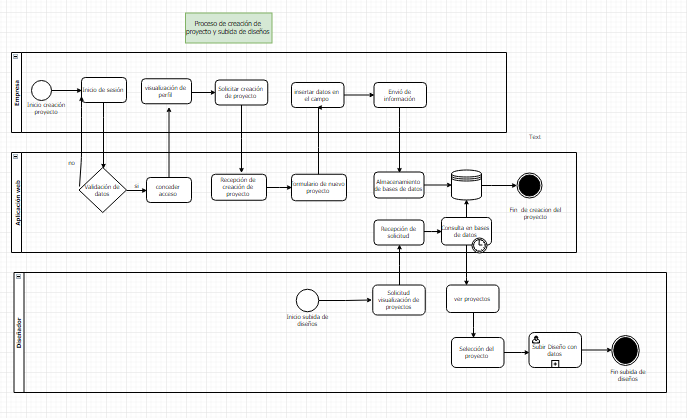 Proceso de creación de
proyecto y subida de diseños
Empresa
Inicio creación
proyecto
Inicio de sesión
visualización de
perfil
Solicitar creación
de proyecto
insertar datos en
el campo
Envió de
información
Text
Aplicación web
no
Validación de
datos
si
conceder
acceso
Recepción de
creación de
proyecto
ormulario de nuevo
proyecto
Almacenamiento
de bases de datos
Fin de creacion del
proyecto
Recepción de
solicitud
Consulta en bases
de datos
Diseñador
Inicio subida de
diseños
Solicitud
visualización de
proyectos
ver proyectos
Selección del
proyecto
Subir Diseño con
datos
Fin subida de
diseños